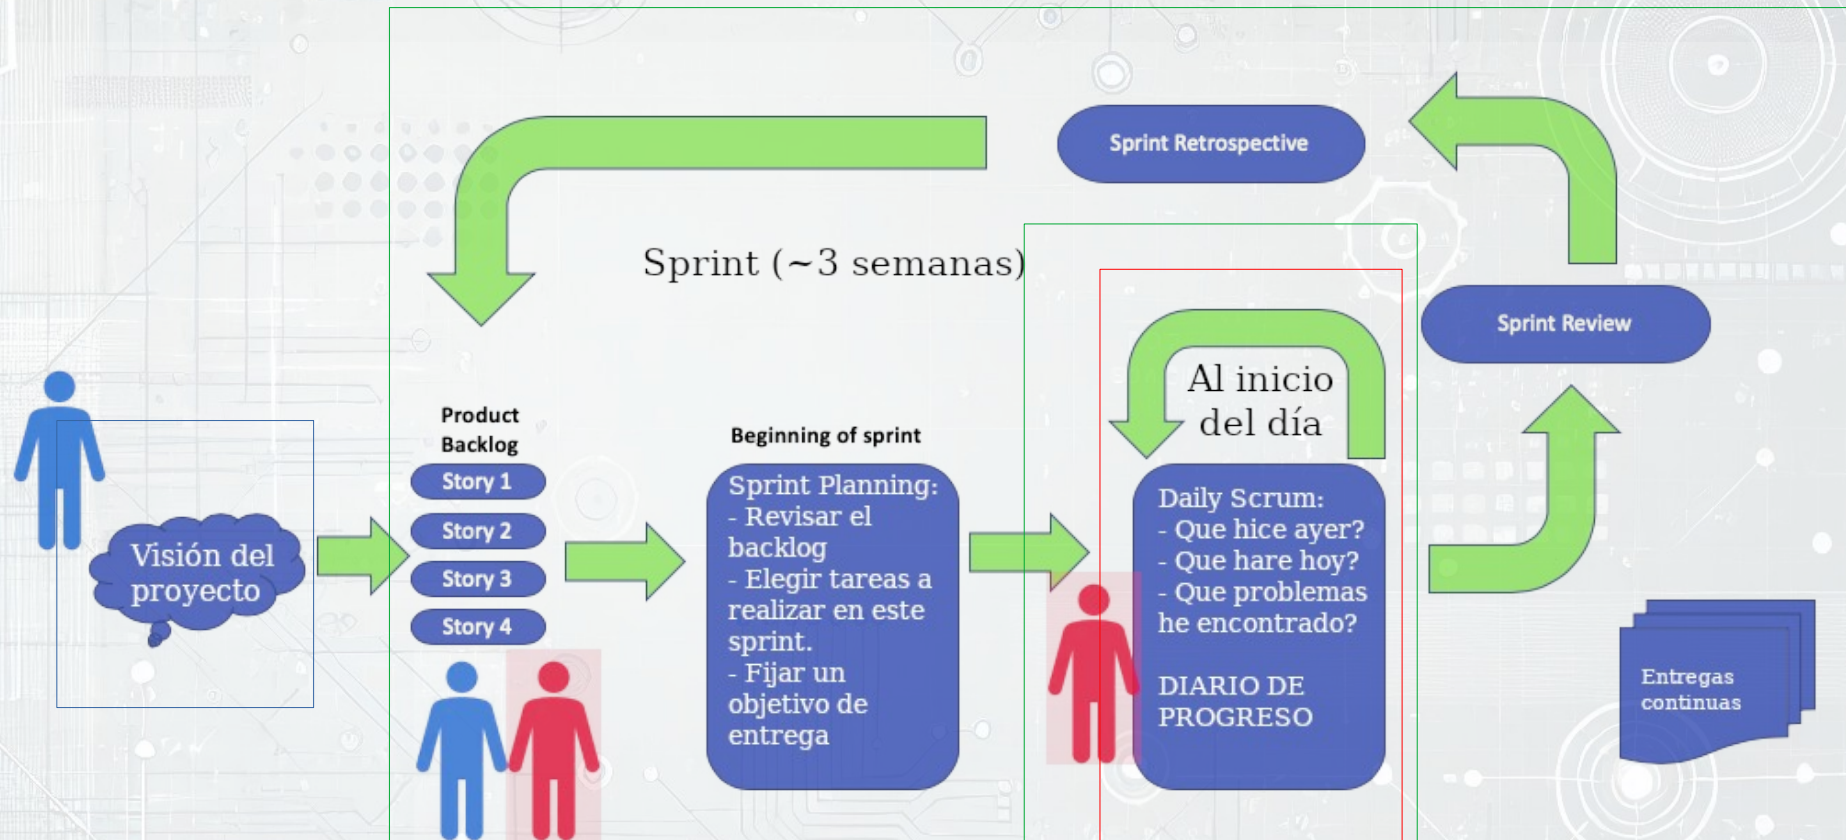 Sprint Retrospective
Sprint (~3 semanas)
Sprint Review
Al inicio
del día
Product
Backlog
Story 1
Story 2
Story 3
Story 4
Beginning of sprint
Visión del
proyecto
Sprint Planning:
- Revisar el
backlog
- Elegir tareas a
realizar en este
sprint.
- Fijar un
objetivo de
entrega
Daily Scrum:
- Que hice ayer?
- Que hare hoy?
- Que problemas
he encontrado?
DIARIO DE
PROGRESO
Entregas
continuas